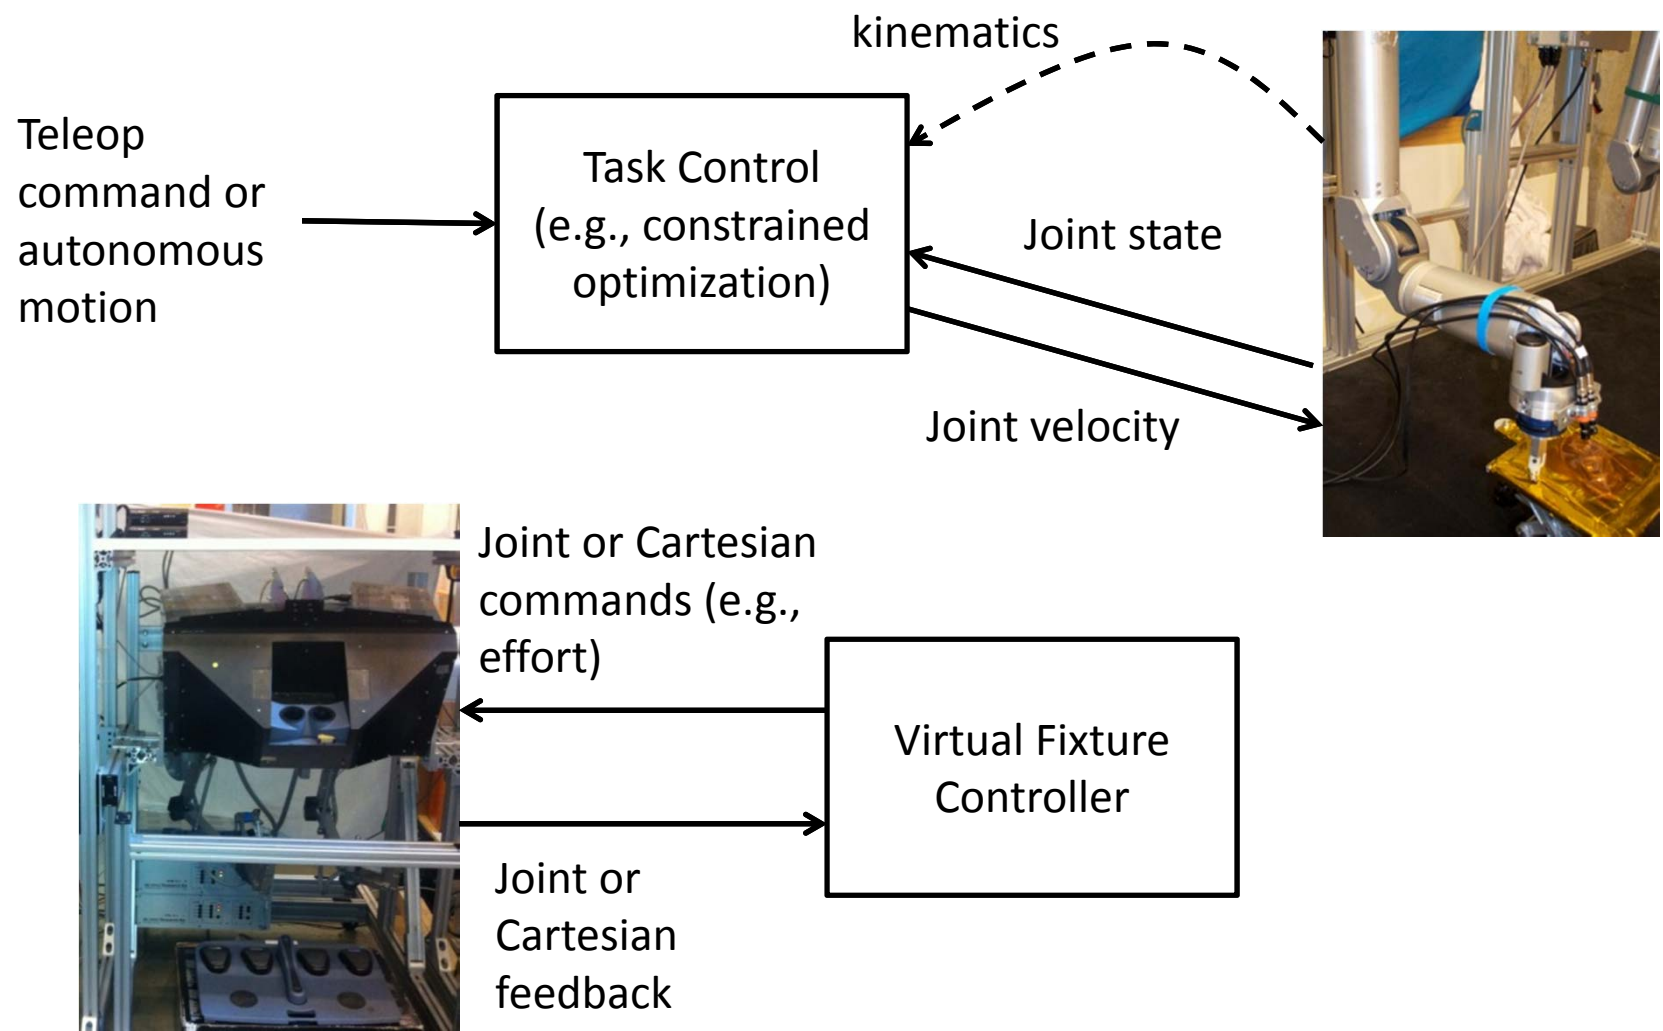 kinematics
Teleop
command or
autonomous
motion
Task Control
(e.g., constrained
optimization)
Joint state
Joint velocity
Joint or Cartesian
commands (e.g.,
effort)
Virtual Fixture
Controller
Joint or
Cartesian
feedback